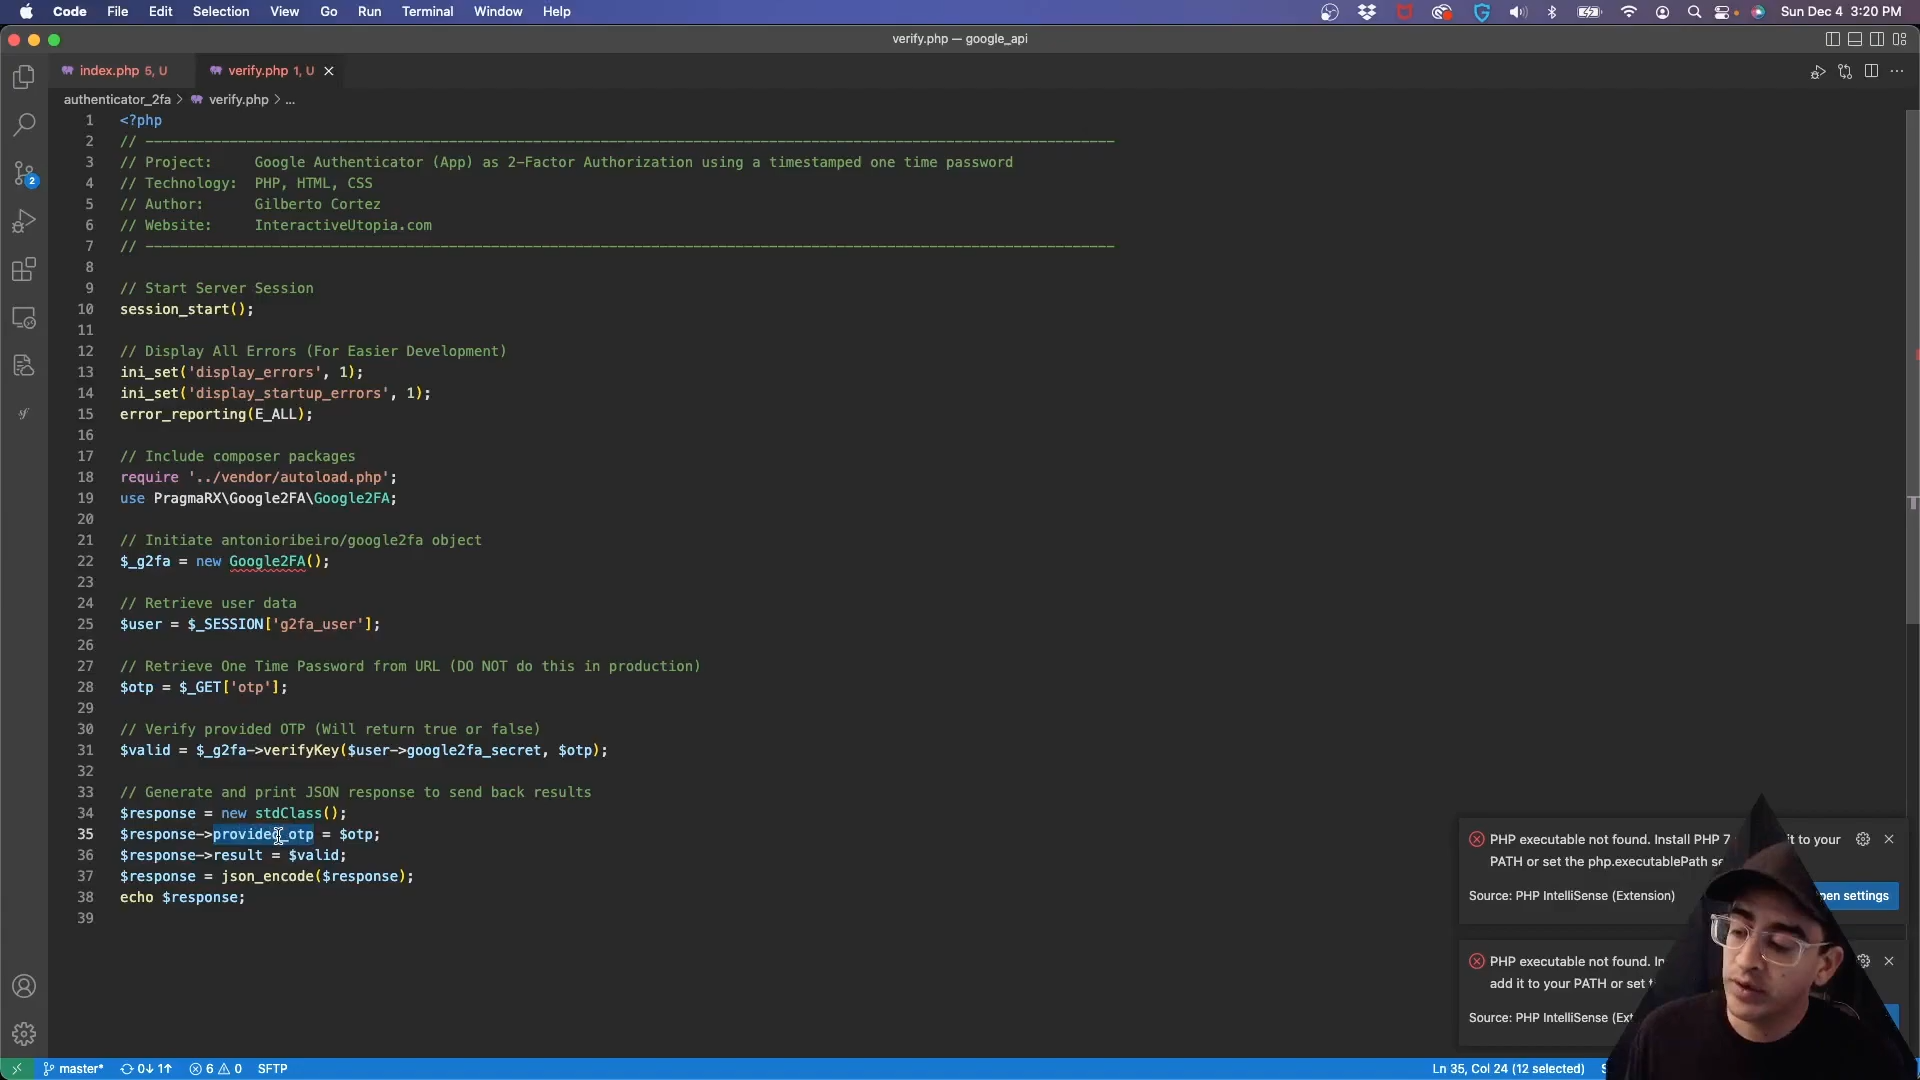 Code File Edit Selection View Go Run Terminal Window Help Sun Dec 4 3:20 PM
verify.php — google_api
index.php 5, U verify.php 1, U
authenticator_2fa > verify.php > ...
1 <?php
2 // ----------------------------------------------------------------------------------------------------
3 // Project: Google Authenticator (App) as 2-Factor Authorization using a timestamped one time password
4 // Technology: PHP, HTML, CSS
5 // Author: Gilberto Cortez
6 // Website: InteractiveUtopia.com
7 // ----------------------------------------------------------------------------------------------------
8
9 // Start Server Session
10 session_start();
11
12 // Display All Errors (For Easier Development)
13 ini_set('display_errors', 1);
14 ini_set('display_startup_errors', 1);
15 error_reporting(E_ALL);
16
17 // Include composer packages
18 require '../vendor/autoload.php';
19 use PragmaRX\Google2FA\Google2FA;
20
21 // Initiate antonioribeiro/google2fa object
22 $_g2fa = new Google2FA();
23
24 // Retrieve user data
25 $user = $_SESSION['g2fa_user'];
26
27 // Retrieve One Time Password from URL (DO NOT do this in production)
28 $otp = $_GET['otp'];
29
30 // Verify provided OTP (Will return true or false)
31 $valid = $_g2fa->verifyKey($user->google2fa_secret, $otp);
32
33 // Generate and print JSON response to send back results
34 $response = new stdClass();
35 $response->provided_otp = $otp;
36 $response->result = $valid;
37 $response = json_encode($response);
38 echo $response;
39
PHP executable not found. Install PHP 7 it to your
PATH or set the php.executablePath
Source: PHP IntelliSense (Extension) settings
PHP executable not found.
add it to your PATH or set
Source: PHP IntelliSense
2
master* 0↓ 1↑ 6 0 SFTP Ln 35, Col 24 (12 selected)